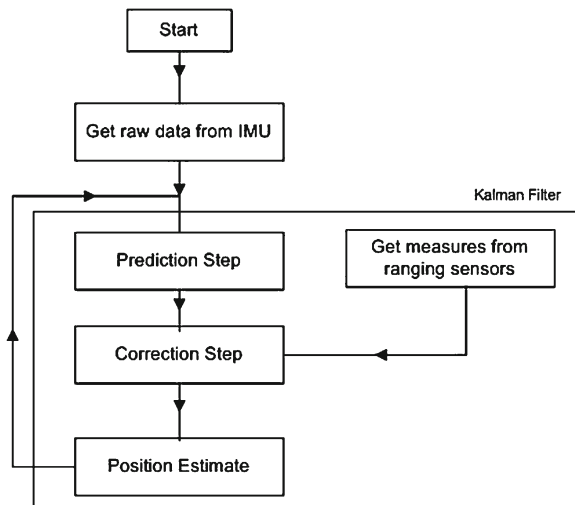 Start
Get raw data from IMU
Kalman Filter
Prediction Step
Get measures from
ranging sensors
Correction Step
Position Estimate